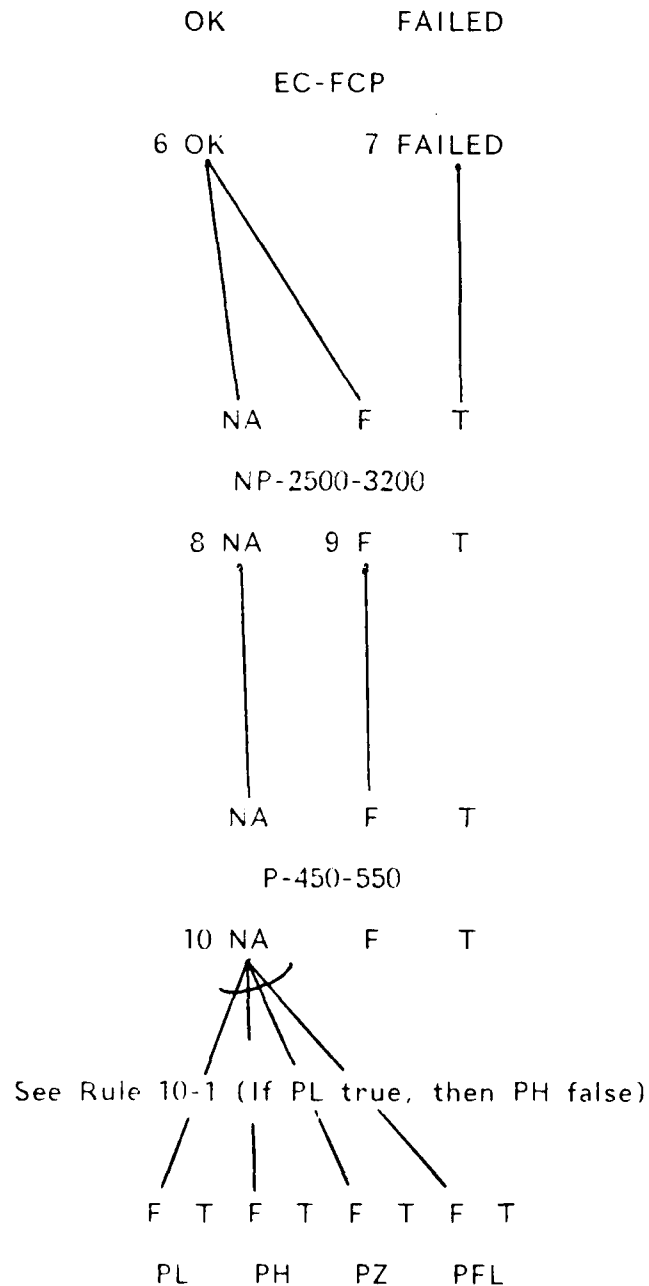 OK FAILED
EC-FCP
6 OK 7 FAILED
NA F T
NP-2500-3200
8 NA 9 F T
NA F T
P-450-550
10 NA F T
See Rule 10-1 (If PL true, then PH false)
F T F T F T F T
PL PH PZ PFL